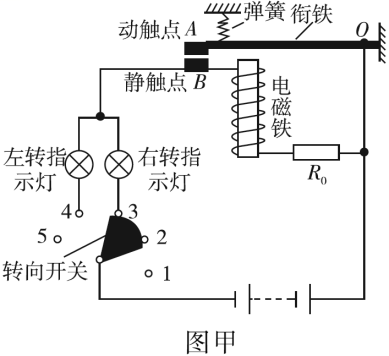 弹簧 衔铁 O
动触点 A
静触点 B
电磁铁
左转指示灯
右转指示灯
R₀
4
3
5
2
转向开关
1
图甲